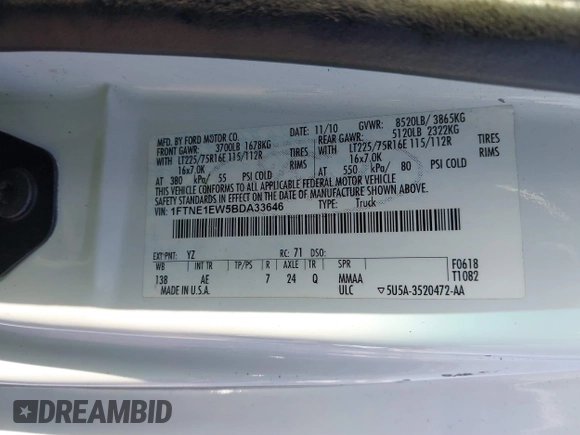 MFD. BY FORD MOTOR CO.
DATE: 11/10 GVWR: 8520LB/ 3865KG
FRONT GAWR: 3700LB 1678KG
REAR GAWR: 5120LB 2322KG
WITH LT225/75R16E 115/112R TIRES
WITH LT225/75R16E 115/112R TIRES
16x7.0K RIMS
16x7.0K RIMS
AT 380 kPa/ 55 PSI COLD
AT 550 kPa/ 80 PSI COLD
THIS VEHICLE CONFORMS TO ALL APPLICABLE FEDERAL MOTOR VEHICLE
SAFETY STANDARDS IN EFFECT ON THE DATE OF MANUFACTURE SHOWN ABOVE.
VIN: 1FTNE1EW5BDA33646 TYPE: Truck
EXT PNT: YZ RC: 71 DSO:
WB INT TR TP/PS R AXLE TR SPR F0618
138 AE 7 24 Q MMAA T1082
MADE IN U.S.A. ULC ▽5U5A-3520472-AA
DREAMBID